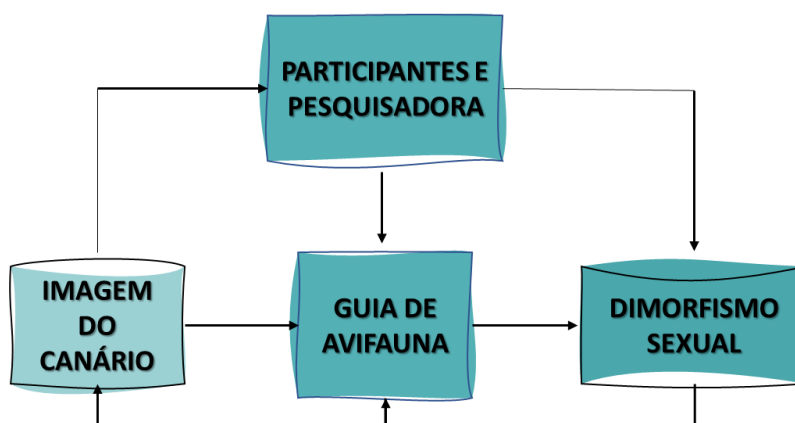 PARTICIPANTES E
PESQUISADORA
IMAGEM
DO
CANÁRIO
GUIA DE
AVIFAUNA
DIMORFISMO
SEXUAL